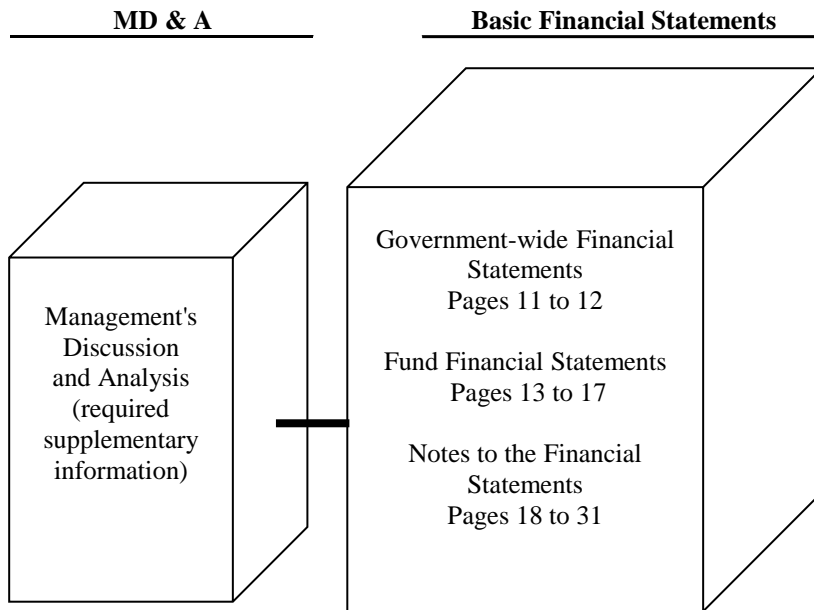 MD & A
Basic Financial Statements
Management's
Discussion
and Analysis
(required
supplementary
information)
Government-wide Financial
Statements
Pages 11 to 12
Fund Financial Statements
Pages 13 to 17
Notes to the Financial
Statements
Pages 18 to 31